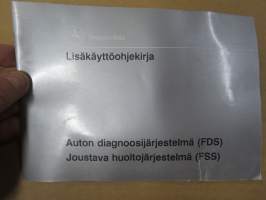 Lisäkäyttöohjekirja
Auton diagnoosijärjestelmä (FDS)
Joustava huoltojärjestelmä (FSS)